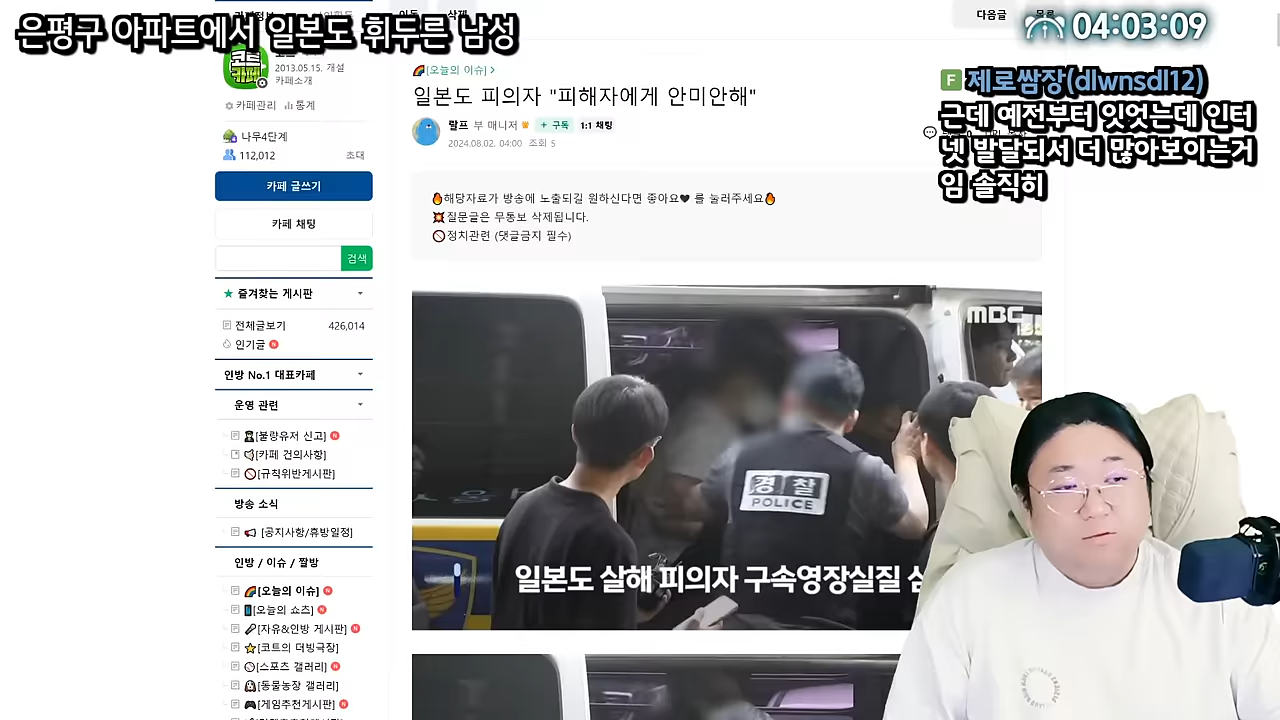 은평구 아파트에서 일본도 휘두른 남성
다음글
04:03:09
2013.05.15. 개설
카페소개
카페관리 통계
나무4단계
112,012 초대
카페 글쓰기
카페 채팅
검색
즐겨찾는 게시판
전체글보기 426,014
인기글 N
인방 No.1 대표카페
운영 관련
[불량유저 신고] N
[카페 건의사항]
[규칙위반게시판]
방송 소식
[공지사항/휴방일정]
인방 / 이슈 / 짤방
[오늘의 이슈] N
[오늘의 쇼츠] N
[자유&인방 게시판] N
[코트의 더빙극장]
[스포츠 갤러리] N
[동물농장 갤러리]
[게임추천게시판] N
[오늘의 이슈] >
일본도 피의자 "피해자에게 안미안해"
랄프 부 매니저 + 구독 1:1 채팅
2024.08.02. 04:00 조회 5
해당자료가 방송에 노출되길 원하신다면 좋아요🖤 를 눌러주세요
질문글은 무통보 삭제됩니다.
정치관련 (댓글금지 필수)
MBC
경찰
POLICE
일본도 살해 피의자 구속영장실질
F 제로쌈장(dlwnsdl12)
근데 예전부터 잇엇는데 인터
넷 발달되서 더 많아보이는거
임 솔직히